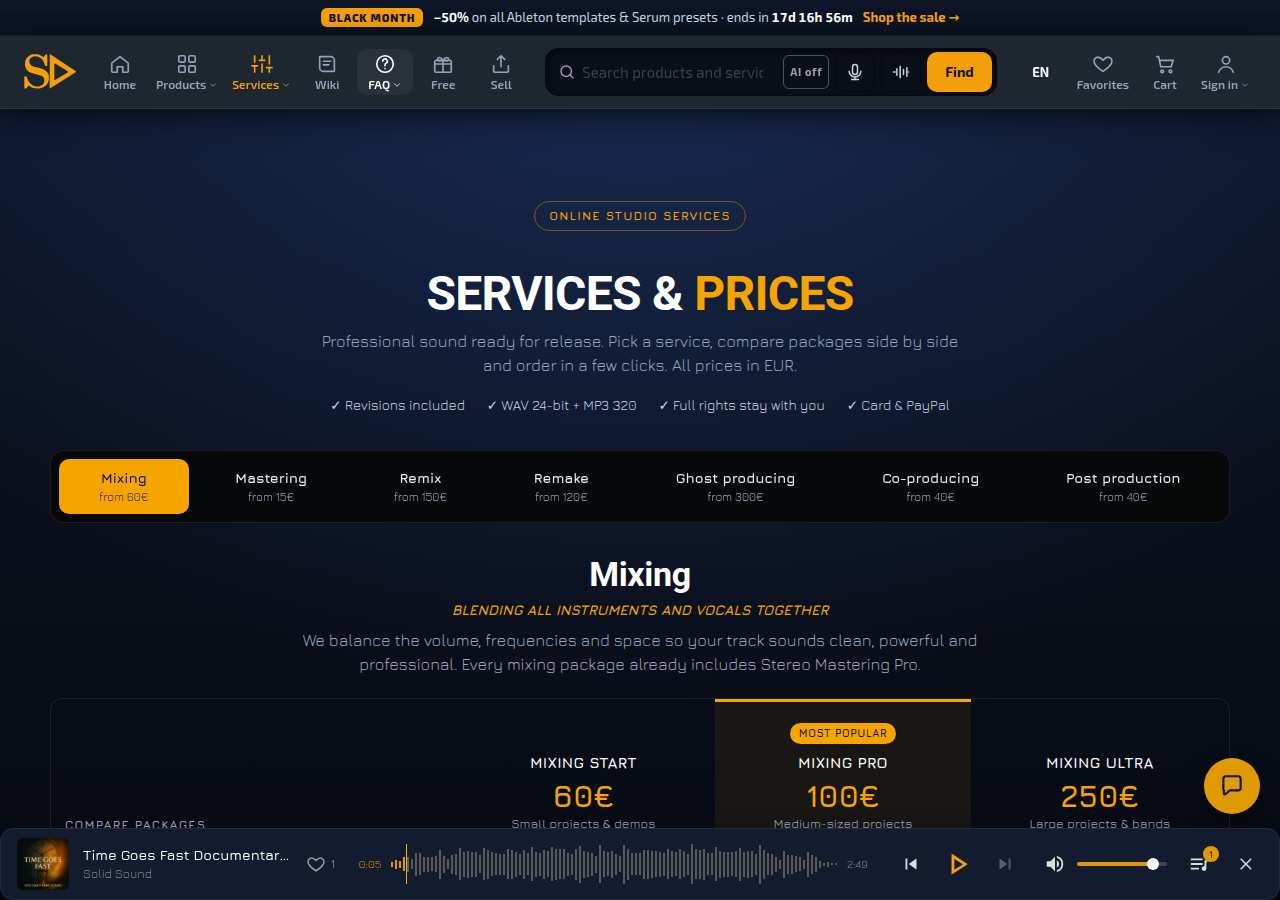 BLACK MONTH −50% on all Ableton templates & Serum presets · ends in 17d 16h 56m Shop the sale →
SD
Home
Products
Services
Wiki
FAQ
Free
Sell
Search products and servic
AI off
Find
EN
Favorites
Cart
Sign in
ONLINE STUDIO SERVICES
SERVICES & PRICES
Professional sound ready for release. Pick a service, compare packages side by side
and order in a few clicks. All prices in EUR.
✓ Revisions included ✓ WAV 24-bit + MP3 320 ✓ Full rights stay with you ✓ Card & PayPal
Mixing
from 60€
Mastering
from 15€
Remix
from 150€
Remake
from 120€
Ghost producing
from 300€
Co-producing
from 40€
Post production
from 40€
Mixing
BLENDING ALL INSTRUMENTS AND VOCALS TOGETHER
We balance the volume, frequencies and space so your track sounds clean, powerful and
professional. Every mixing package already includes Stereo Mastering Pro.
COMPARE PACKAGES
MIXING START
60€
Small projects & demos
MOST POPULAR
MIXING PRO
100€
Medium-sized projects
MIXING ULTRA
250€
Large projects & bands
TIME GOES
FAST
Time Goes Fast Documentar...
Solid Sound
1
0:05
2:49
1